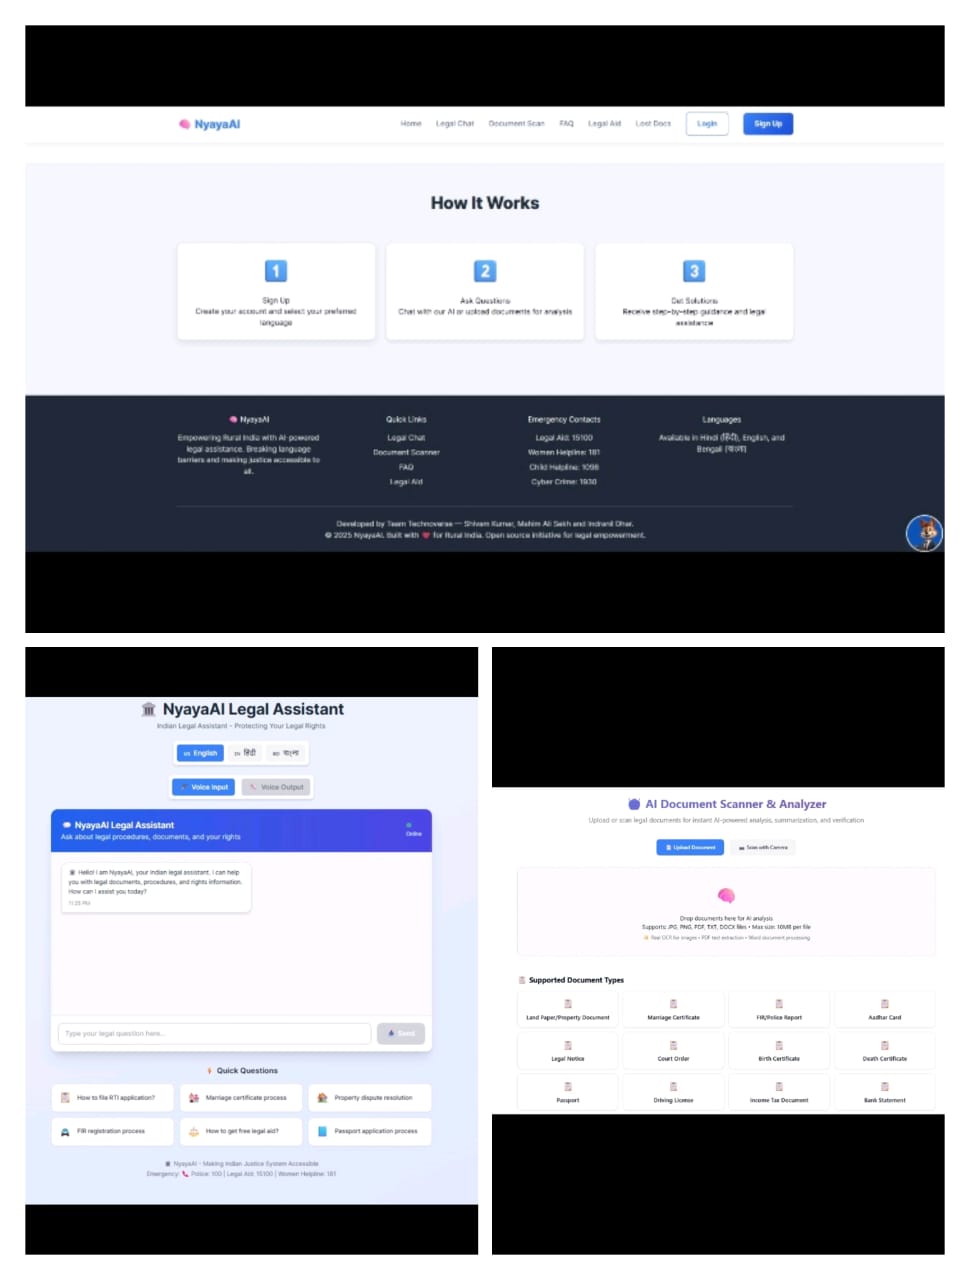 NyayaAI
Home Legal Chat Document Scan FAQ Legal Aid Lost Docs Login Sign Up
How It Works
1
Sign Up
Create your account and select your preferred
language
2
Ask Questions
Chat with our AI or upload documents for analysis
3
Get Solutions
Receive step-by-step guidance and legal
assistance
NyayaAI
Empowering Rural India with AI-powered
legal assistance. Breaking language
barriers and making justice accessible to
all.
Quick Links
Legal Chat
Document Scanner
FAQ
Legal Aid
Emergency Contacts
Legal Aid: 15100
Women Helpline: 181
Child Helpline: 1098
Cyber Crime: 1930
Languages
Available in Hindi (हिंदी), English, and
Bengali (বাংলা)
Developed by Team Technoverse — Shivam Kumar, Mahim Ali Sekh and Indranil Dhar.
© 2025 NyayaAI. Built with ❤️ for Rural India. Open source initiative for legal empowerment.
NyayaAI Legal Assistant
Indian Legal Assistant - Protecting Your Legal Rights
US English IN हिंदी BD বাংলা
Voice Input Voice Output
NyayaAI Legal Assistant
Ask about legal procedures, documents, and your rights
Online
Hello! I am NyayaAI, your Indian legal assistant. I can help
you with legal documents, procedures, and rights information.
How can I assist you today?
11:25 PM
Type your legal question here...
Send
Quick Questions
How to file RTI application?
Marriage certificate process
Property dispute resolution
FIR registration process
How to get free legal aid?
Passport application process
NyayaAI - Making Indian Justice System Accessible
Emergency: 📞 Police: 100 | Legal Aid: 15100 | Women Helpline: 181
AI Document Scanner & Analyzer
Upload or scan legal documents for instant AI-powered analysis, summarization, and verification
Upload Document Scan with Camera
Drop documents here for AI analysis
Supports: JPG, PNG, PDF, TXT, DOCX files • Max size: 10MB per file
Real OCR for images • PDF text extraction • Word document processing
Supported Document Types
Land Paper/Property Document
Marriage Certificate
FIR/Police Report
Aadhar Card
Legal Notice
Court Order
Birth Certificate
Death Certificate
Passport
Driving License
Income Tax Document
Bank Statement